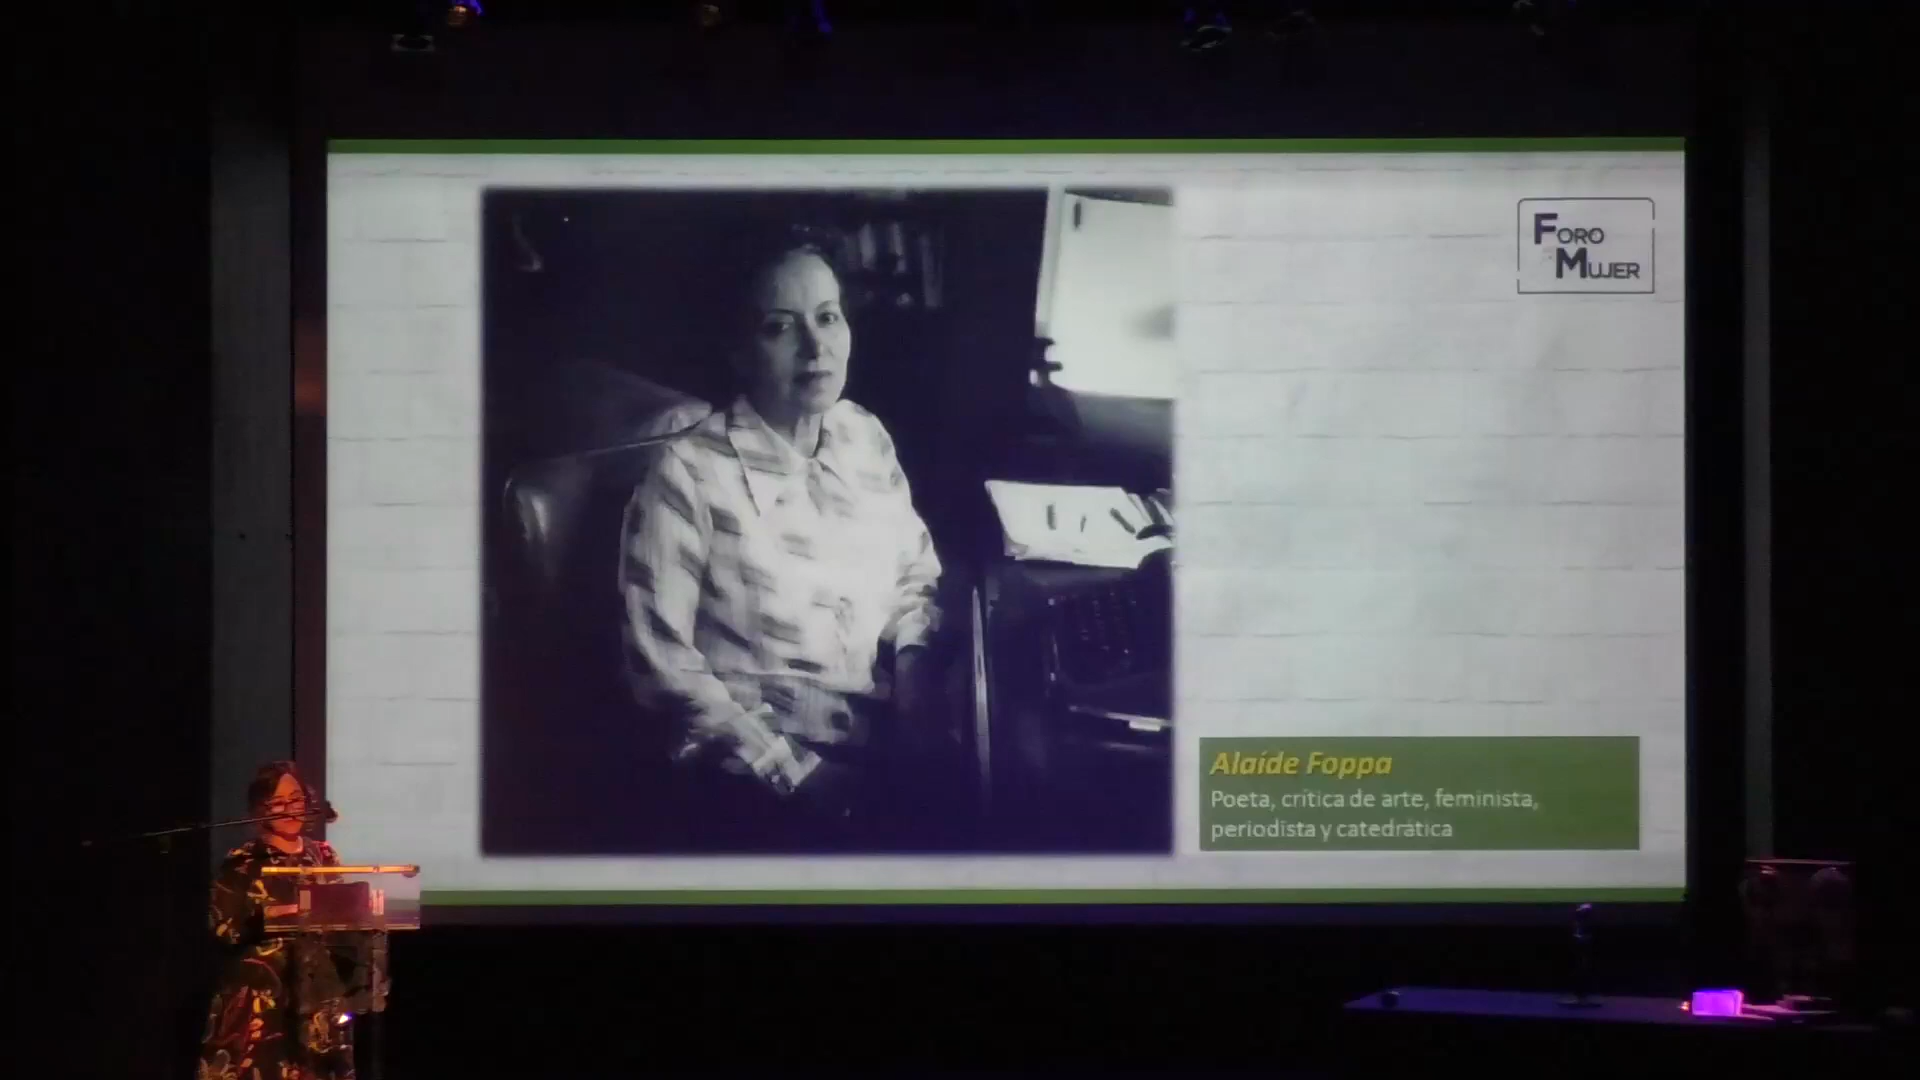 FORO
MUJER
Alaíde Foppa
Poeta, crítica de arte, feminista,
periodista y catedrática